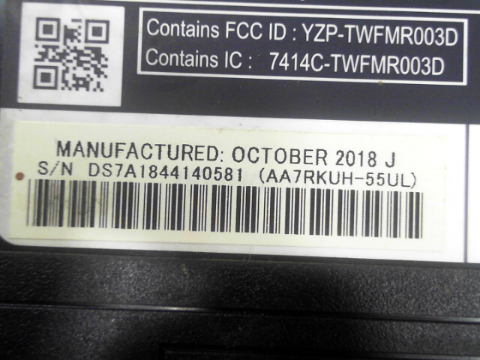 Contains FCC ID : YZP-TWFMR003D
Contains IC : 7414C-TWFMR003D
MANUFACTURED: OCTOBER 2018 J
S/N DS7A1844140581 (AA7RKUH-55UL)